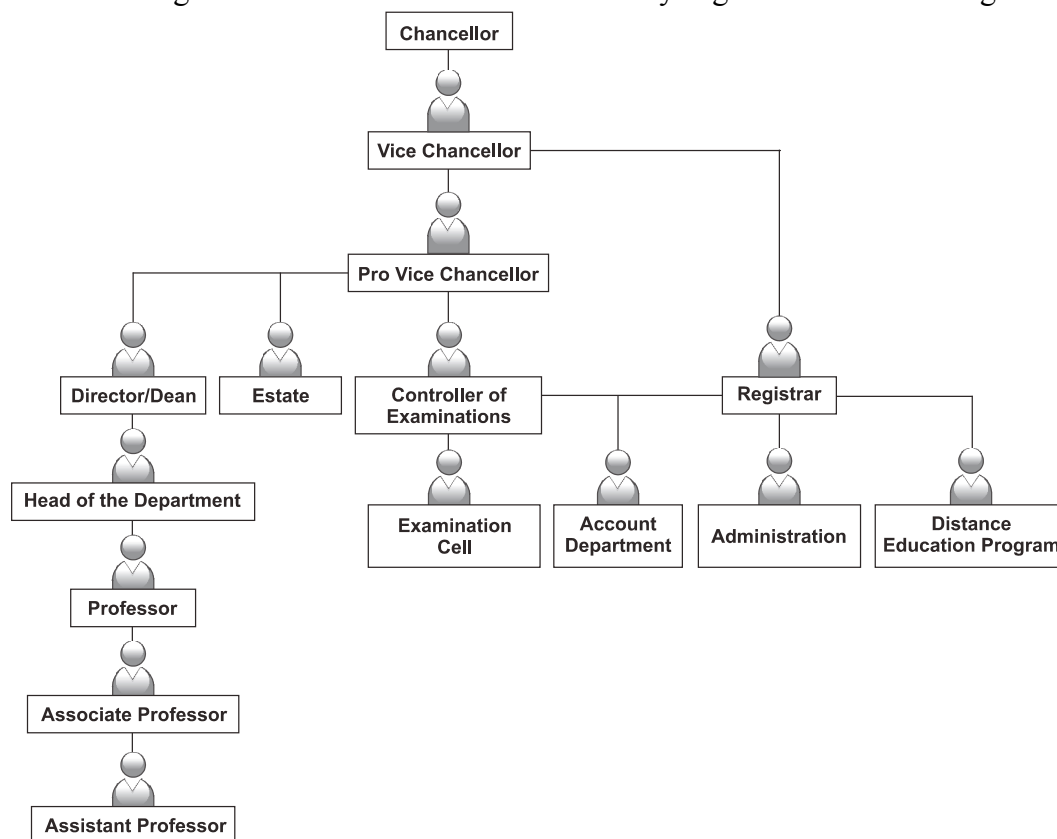 Chancellor
Vice Chancellor
Pro Vice Chancellor
Director/Dean
Estate
Controller of
Examinations
Registrar
Head of the Department
Examination
Cell
Account
Department
Administration
Distance
Education Program
Professor
Associate Professor
Assistant Professor